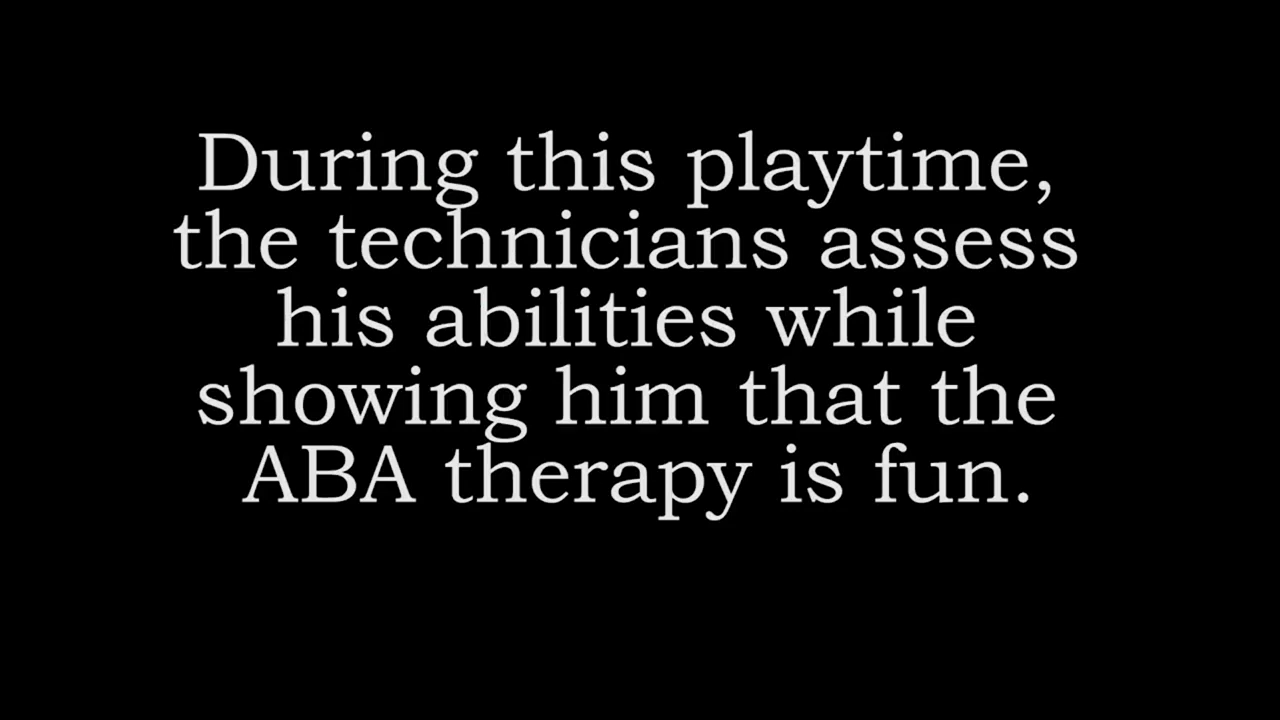 During this playtime,
the technicians assess
his abilities while
showing him that the
ABA therapy is fun.